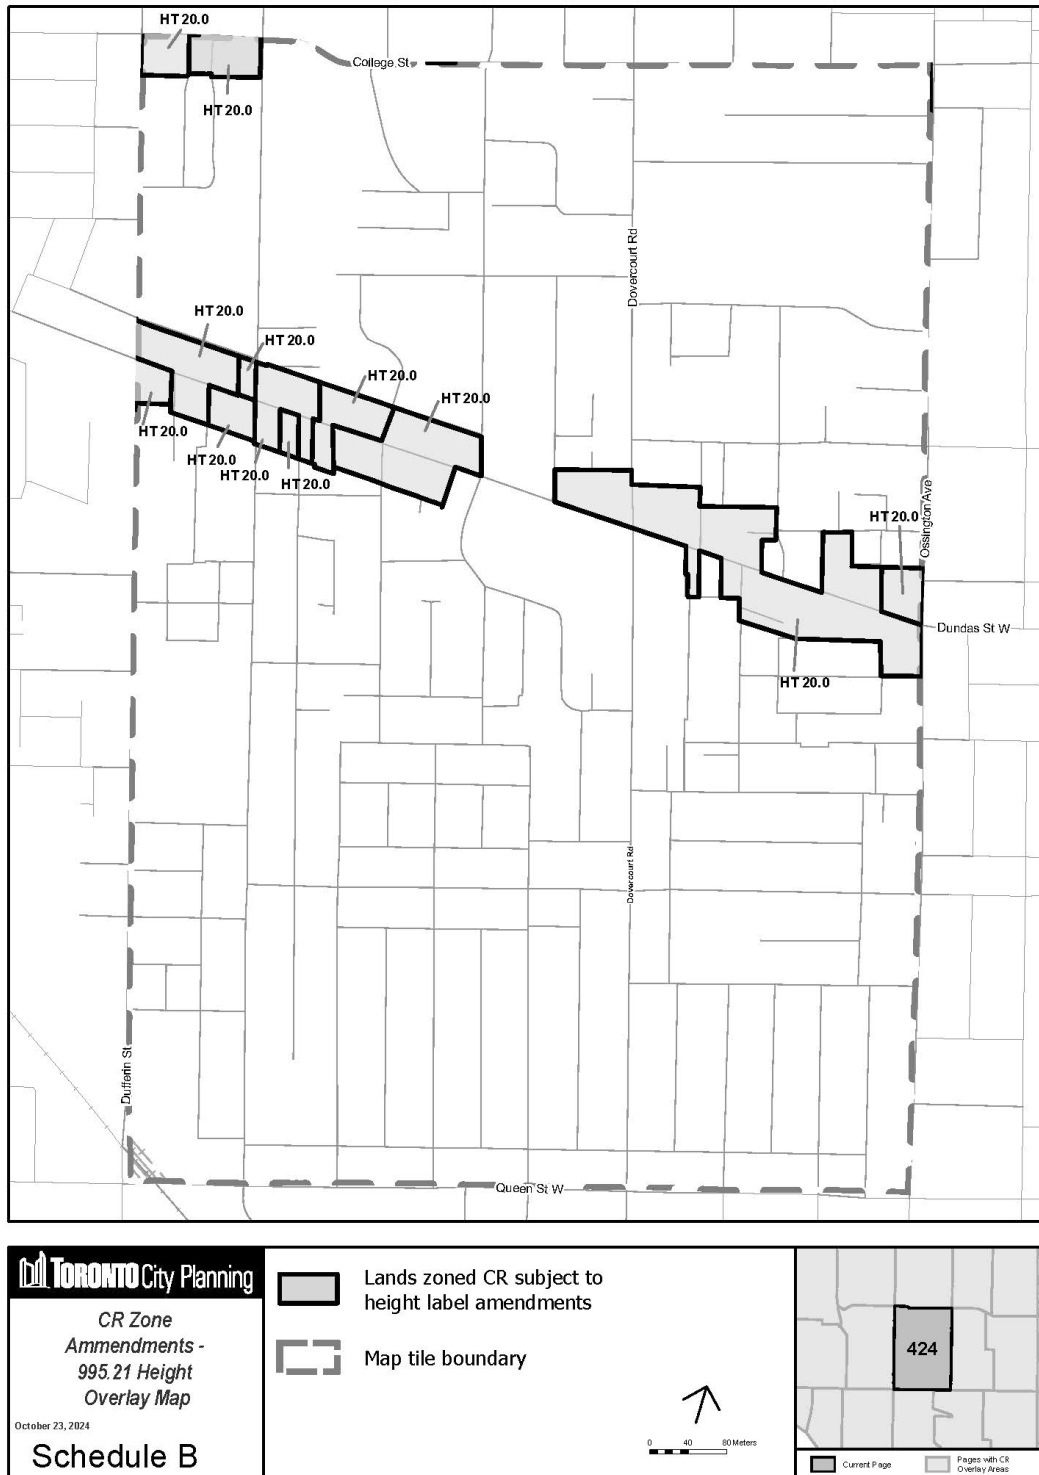 HT 20.0
College St
HT 20.0
Dovercourt Rd
HT 20.0
HT 20.0
HT 20.0
HT 20.0
HT 20.0
HT 20.0
HT 20.0
HT 20.0
Ossington Ave
HT 20.0
Dundas St W
HT 20.0
Dovercourt Rd
Dufferin St
Queen St W
TORONTO City Planning
CR Zone
Ammendments -
995.21 Height
Overlay Map
October 23, 2024
Schedule B
Lands zoned CR subject to
height label amendments
Map tile boundary
0 40 80 Meters
424
Current Page
Pages with CR
Overlay Areas